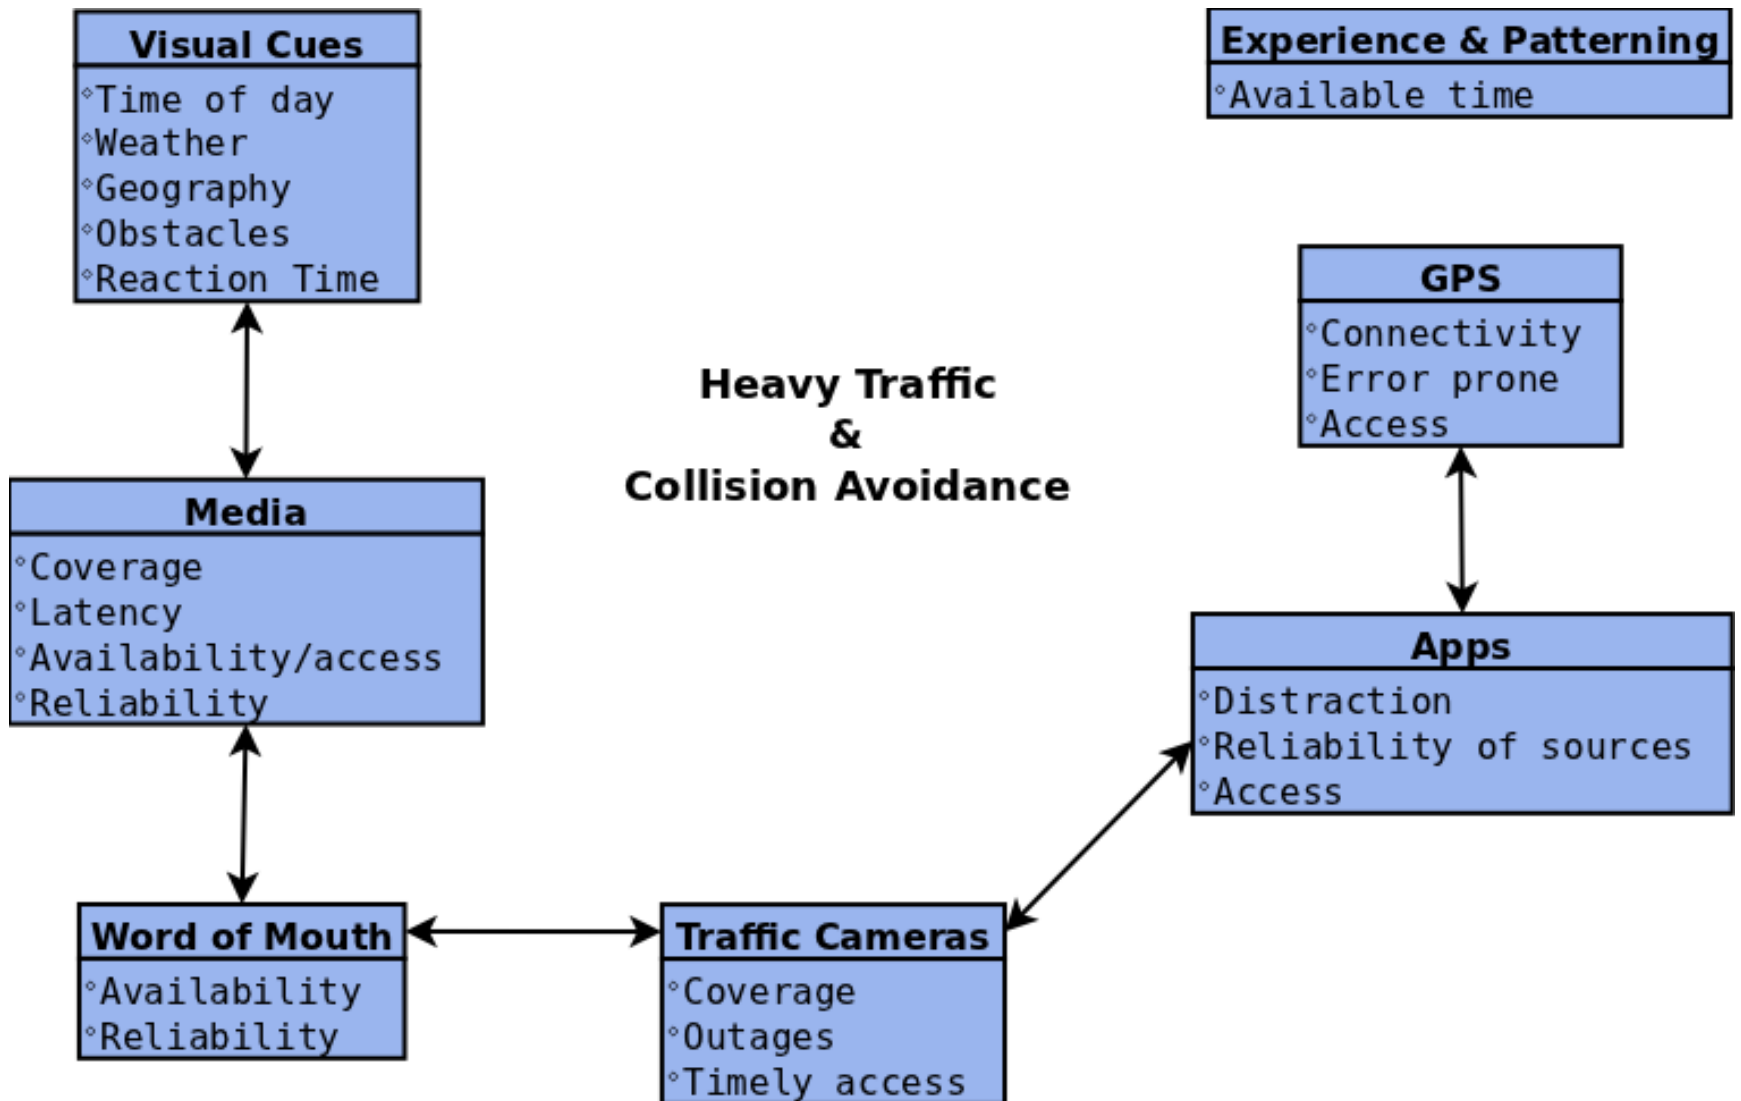 Visual Cues
Time of day
Weather
Geography
Obstacles
Reaction Time
Experience & Patterning
Available time
GPS
Connectivity
Error prone
Access
Heavy Traffic
&
Collision Avoidance
Media
Coverage
Latency
Availability/access
Reliability
Apps
Distraction
Reliability of sources
Access
Word of Mouth
Availability
Reliability
Traffic Cameras
Coverage
Outages
Timely access